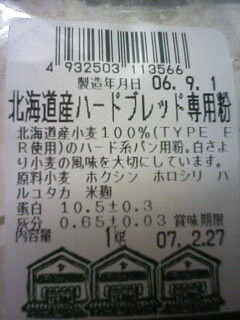 4 932503 113566
製造年月日 06.9.1
北海道産ハードブレッド専用粉
北海道産小麦100%(TYPE E
R使用)のハード系パン用粉。白さよ
り小麦の風味を大切にしています。
原料小麦 ホクシン ホロシリ ハ
ルユタカ 米麹
蛋白 10.5±0.3
灰分 0.65±0.03 賞味期限
内容量 1KG 07.2.27